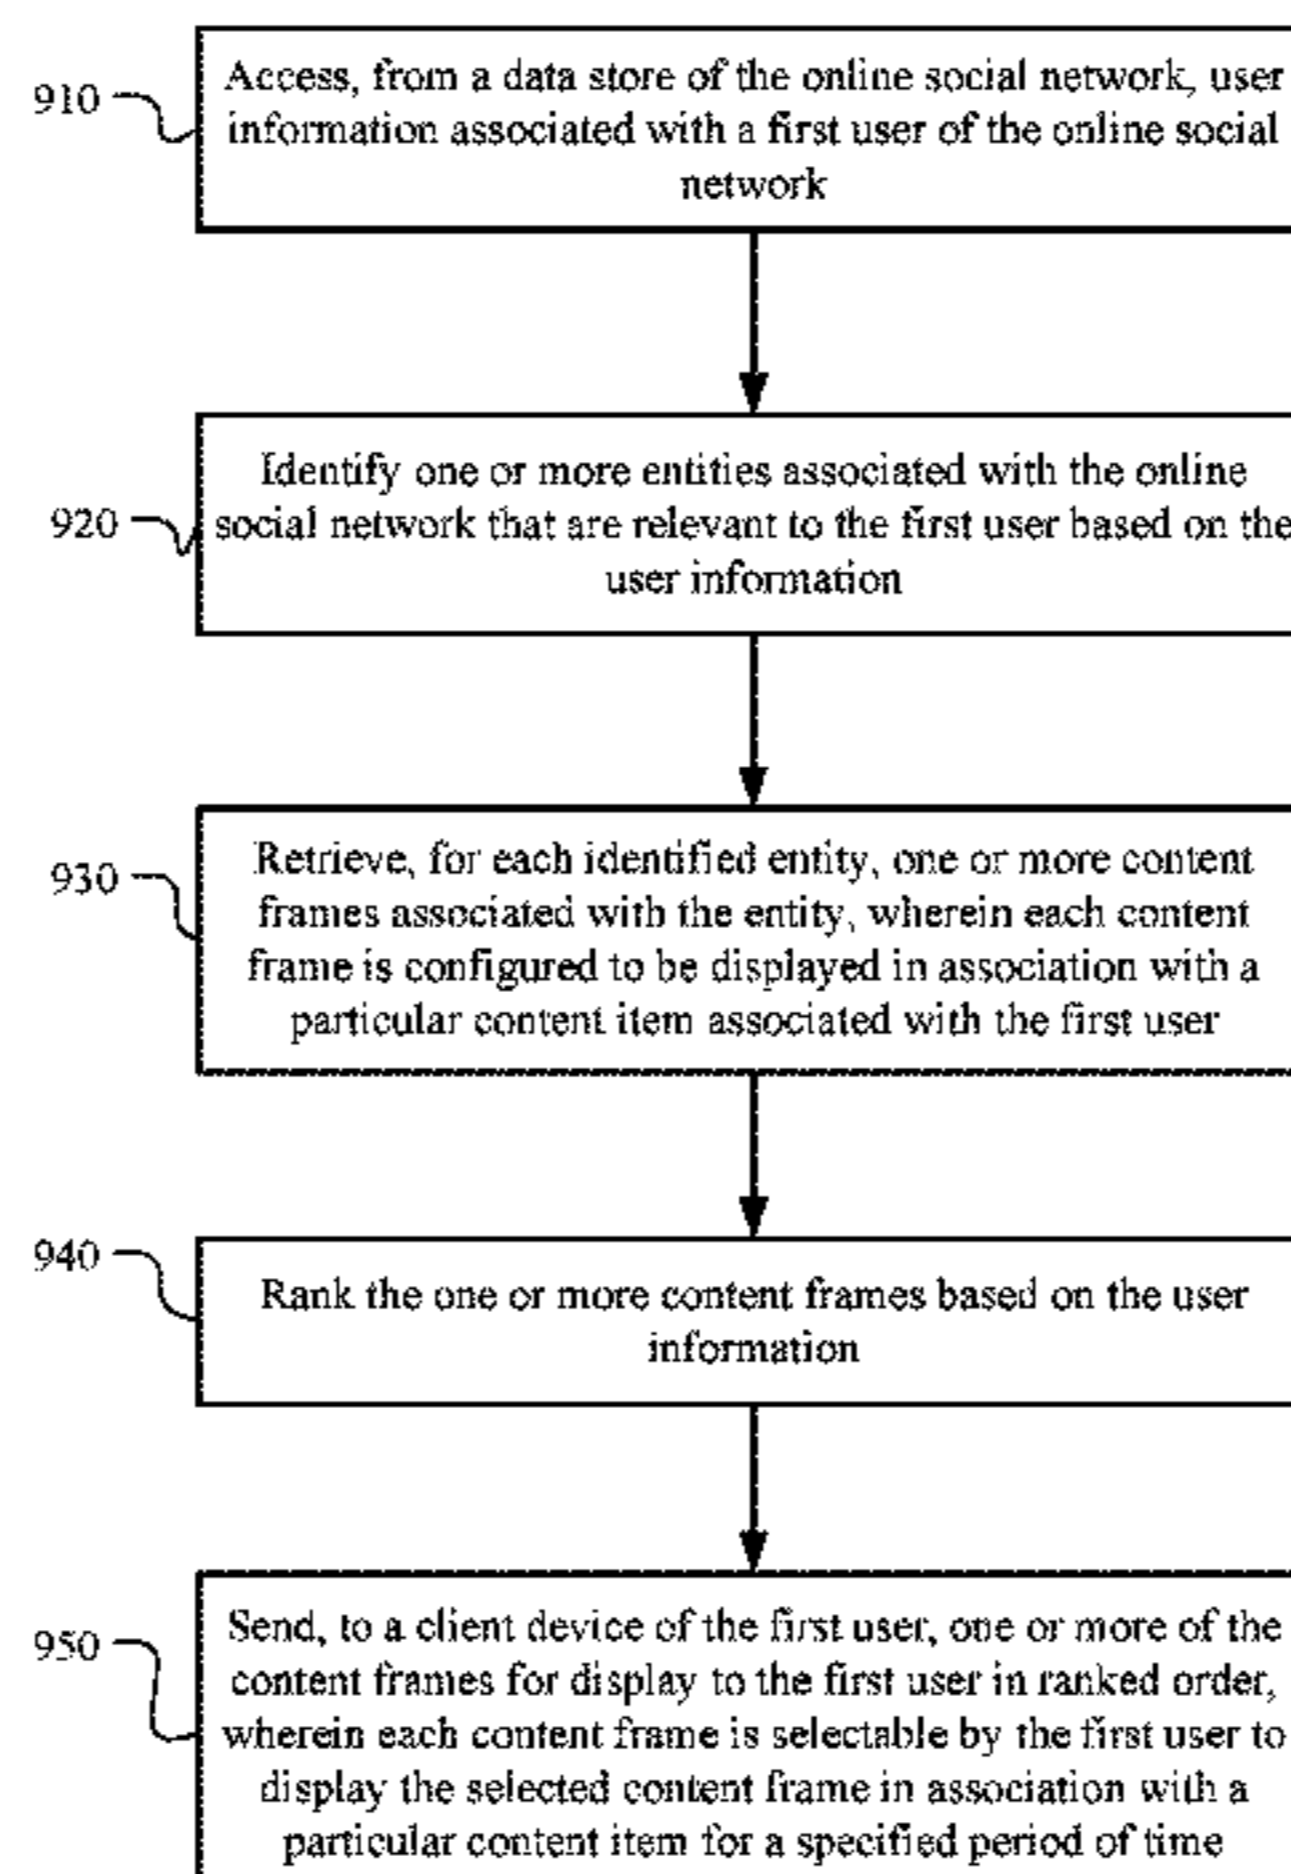 910
Access, from a data store of the online social network, user
information associated with a first user of the online social
network
920
Identify one or more entities associated with the online
social network that are relevant to the first user based on the
user information
930
Retrieve, for each identified entity, one or more content
frames associated with the entity, wherein each content
frame is configured to be displayed in association with a
particular content item associated with the first user
940
Rank the one or more content frames based on the user
information
950
Send, to a client device of the first user, one or more of the
content frames for display to the first user in ranked order,
wherein each content frame is selectable by the first user to
display the selected content frame in association with a
particular content item for a specified period of time